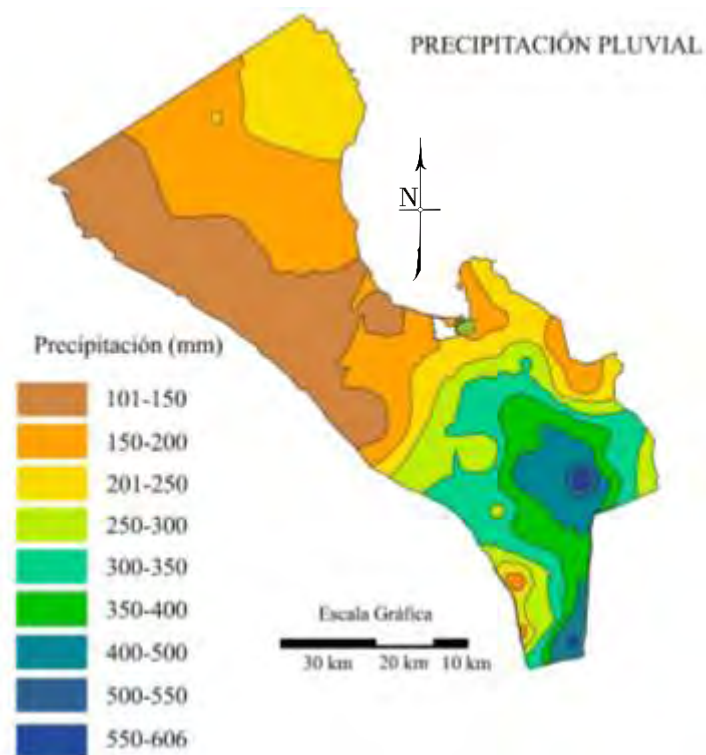 PRECIPITACIÓN PLUVIAL
N
Precipitación (mm)
101-150
150-200
201-250
250-300
300-350
350-400
400-500
500-550
550-606
Escala Gráfica
30 km 20 km 10 km